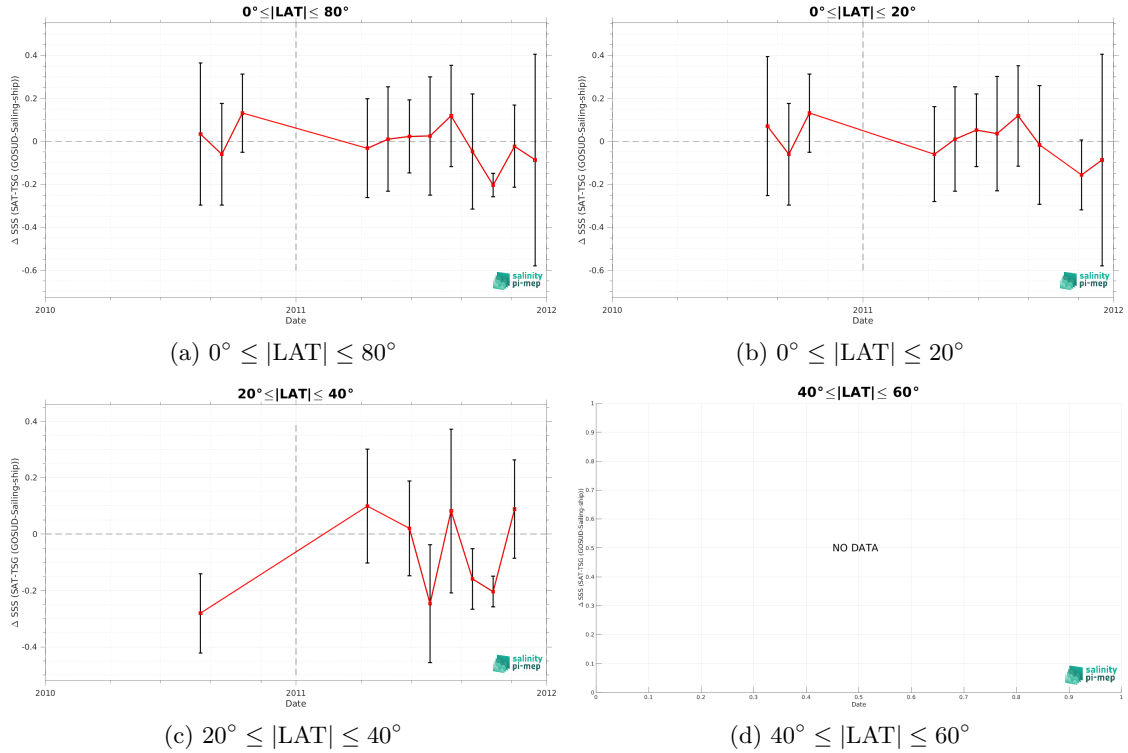 0°≤|LAT|≤ 80°
Δ SSS (SAT-TSG (GOSUD-Sailing-ship))
0.4
0.2
0
-0.2
-0.4
-0.6
2010
2011
2012
Date
salinity
pi-mep
(a) 0° ≤ |LAT| ≤ 80°
0°≤|LAT|≤ 20°
Δ SSS (SAT-TSG (GOSUD-Sailing-ship))
0.4
0.2
0
-0.2
-0.4
-0.6
2010
2011
2012
Date
salinity
pi-mep
(b) 0° ≤ |LAT| ≤ 20°
20°≤|LAT|≤ 40°
Δ SSS (SAT-TSG (GOSUD-Sailing-ship))
0.4
0.2
0
-0.2
-0.4
2010
2011
2012
Date
salinity
pi-mep
(c) 20° ≤ |LAT| ≤ 40°
40°≤|LAT|≤ 60°
Δ SSS (SAT-TSG (GOSUD-Sailing-ship))
1
0.9
0.8
0.7
0.6
0.5
0.4
0.3
0.2
0.1
0
NO DATA
0
0.1
0.2
0.3
0.4
0.5
0.6
0.7
0.8
0.9
1
Date
salinity
pi-mep
(d) 40° ≤ |LAT| ≤ 60°